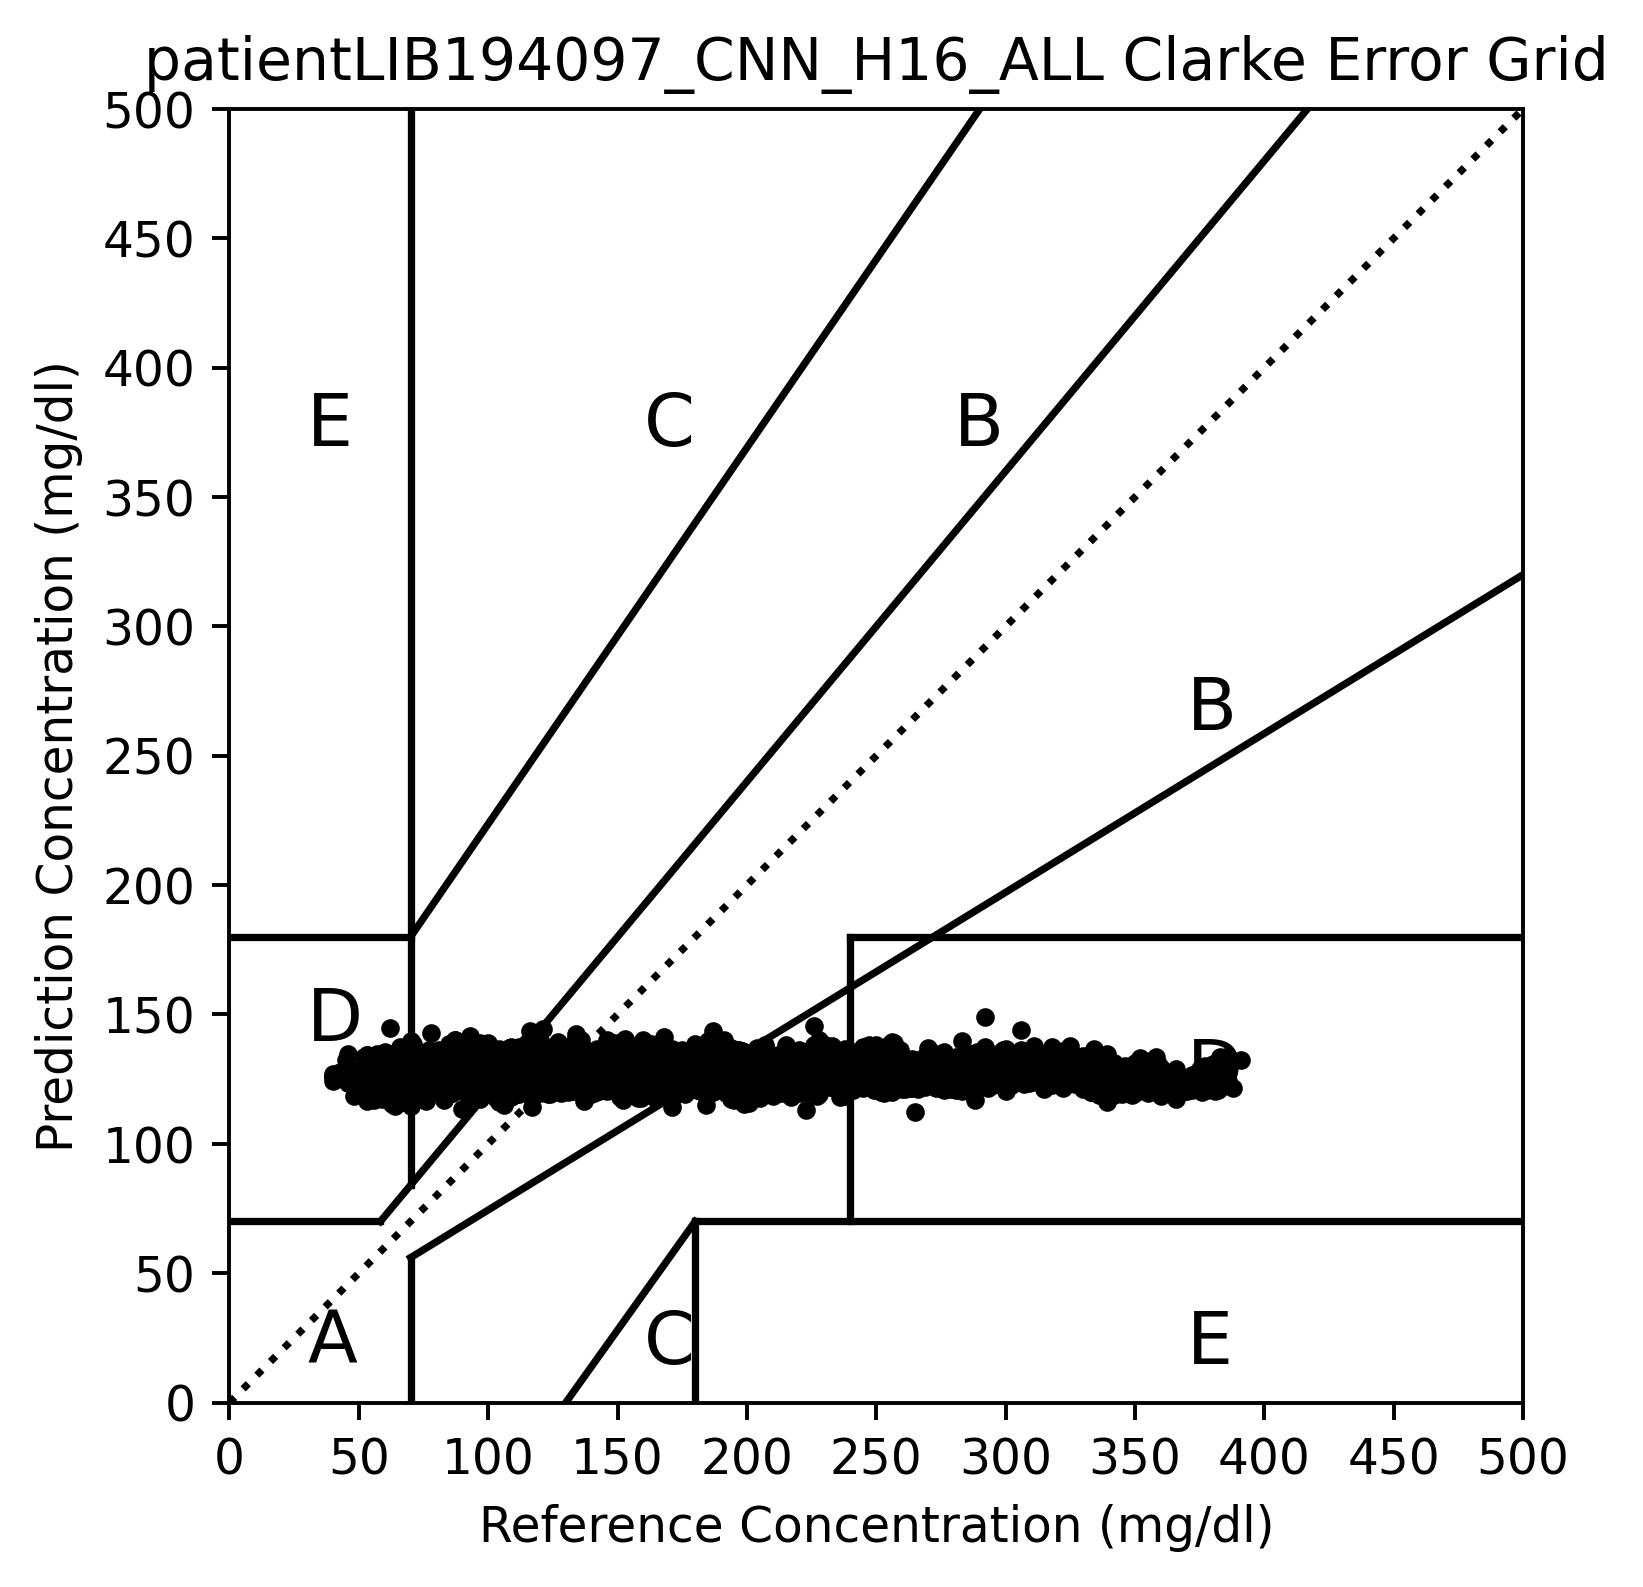 patientLIB194097_CNN_H16_ALL Clarke Error Grid
Prediction Concentration (mg/dl)
500
450
400
350
300
250
200
150
100
50
0
E
C
B
B
D
D
A
C
E
0 50 100 150 200 250 300 350 400 450 500
Reference Concentration (mg/dl)